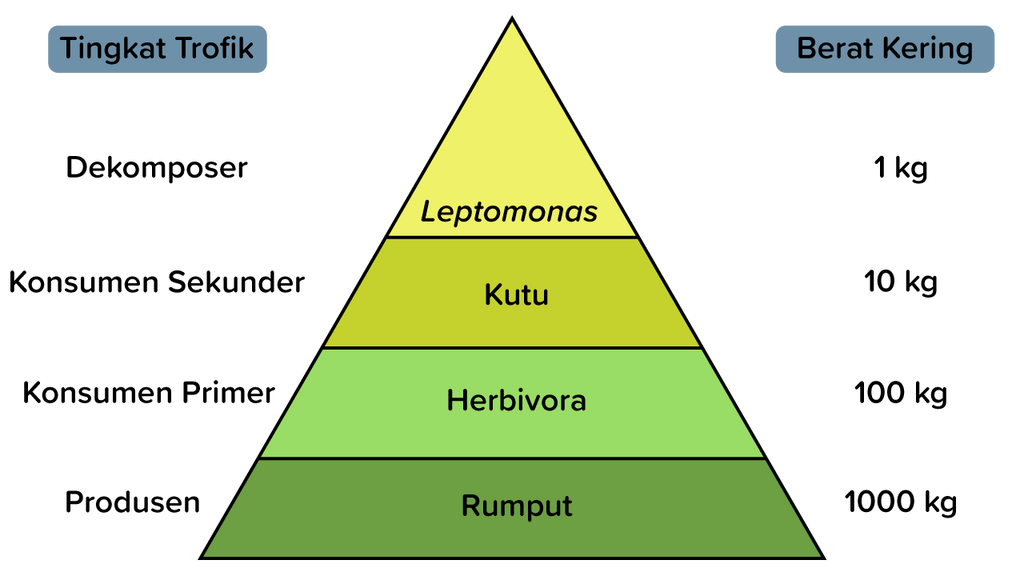 Tingkat Trofik
Berat Kering
Dekomposer
Leptomonas
1 kg
Konsumen Sekunder
Kutu
10 kg
Konsumen Primer
Herbivora
100 kg
Produsen
Rumput
1000 kg